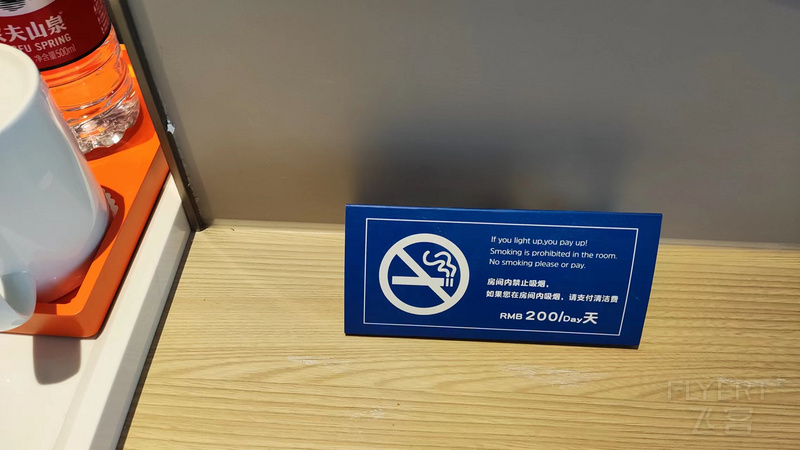 夫山泉
FU SPRING
净含量500ml
If you light up,you pay up!
Smoking is prohibited in the room.
No smoking please or pay.
房间内禁止吸烟,
如果您在房间内吸烟，请支付清洁费
RMB 200/Day天
FLYERT
飞客